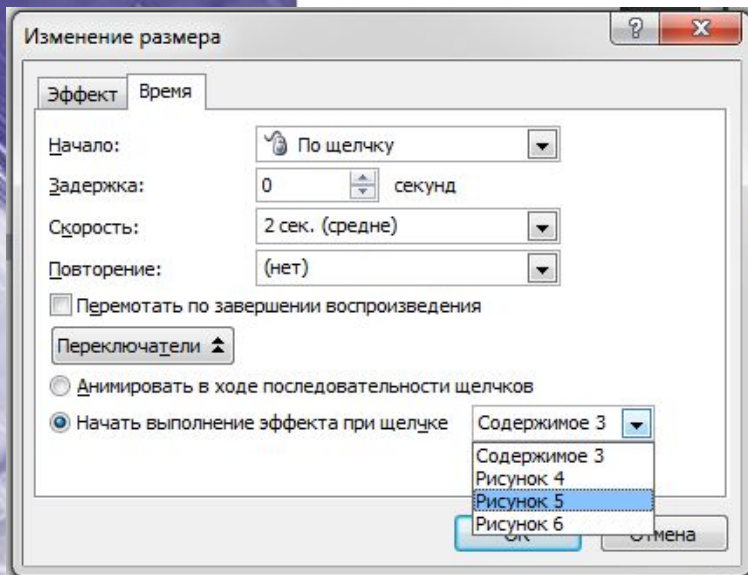 Изменение размера
Эффект Время
Начало: По щелчку
Задержка: 0 секунд
Скорость: 2 сек. (средне)
Повторение: (нет)
Перемотать по завершении воспроизведения
Переключатели
Анимировать в ходе последовательности щелчков
Начать выполнение эффекта при щелчке Содержимое 3
Содержимое 3
Рисунок 4
Рисунок 5
Рисунок 6
ОК Отмена